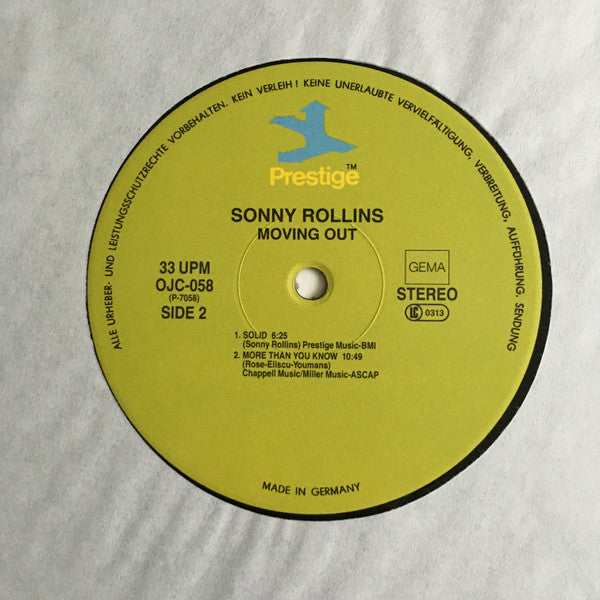 ALLE URHEBER- UND LEISTUNGSSCHUTZRECHTE VORBEHALTEN. KEIN VERLEIH! KEINE UNERLAUBTE VERVIELFÄLTIGUNG, VERBREITUNG, AUFFÜHRUNG, SENDUNG
Prestige™
SONNY ROLLINS
MOVING OUT
33 UPM
OJC-058
(P-7058)
SIDE 2
GEMA
STEREO
LC 0313
1. SOLID 6:25
(Sonny Rollins) Prestige Music-BMI
2. MORE THAN YOU KNOW 10:49
(Rose-Eliscu-Youmans)
Chappell Music/Miller Music-ASCAP
MADE IN GERMANY